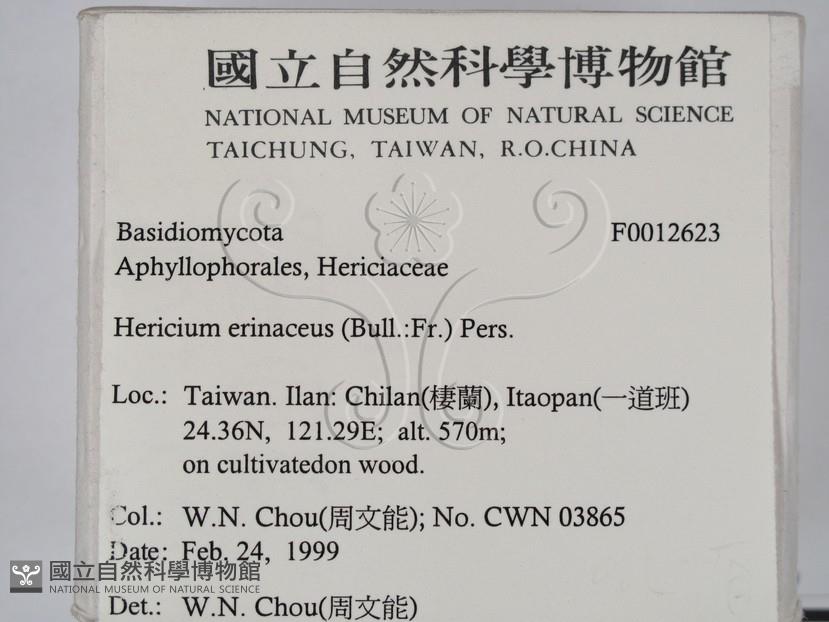 國立自然科學博物館
NATIONAL MUSEUM OF NATURAL SCIENCE
TAICHUNG, TAIWAN, R.O.CHINA
Basidiomycota F0012623
Aphyllophorales, Hericiaceae
Hericium erinaceus (Bull.:Fr.) Pers.
Loc.: Taiwan. Ilan: Chilan(棲蘭), Itaopan(一道班)
24.36N, 121.29E; alt. 570m;
on cultivatedon wood.
Col.: W.N. Chou(周文能); No. CWN 03865
Date: Feb, 24, 1999
Det.: W.N. Chou(周文能)
國立自然科學博物館
NATIONAL MUSEUM OF NATURAL SCIENCE